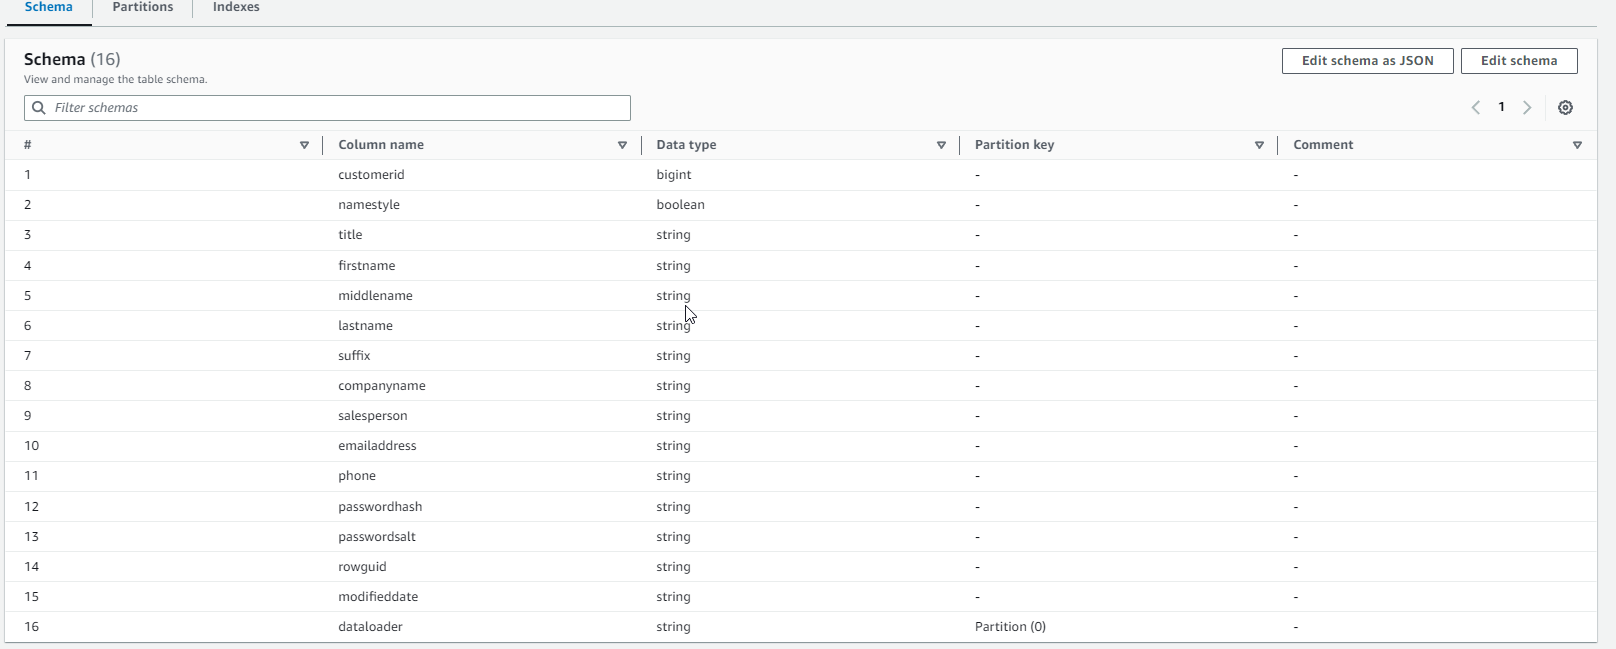 Schema Partitions Indexes
Schema (16)
Edit schema as JSON Edit schema
View and manage the table schema.
Filter schemas
1
# Column name Data type Partition key Comment
1 customerid bigint - -
2 namestyle boolean - -
3 title string - -
4 firstname string - -
5 middlename string - -
6 lastname string - -
7 suffix string - -
8 companyname string - -
9 salesperson string - -
10 emailaddress string - -
11 phone string - -
12 passwordhash string - -
13 passwordsalt string - -
14 rowguid string - -
15 modifieddate string - -
16 dataloader string Partition (0) -